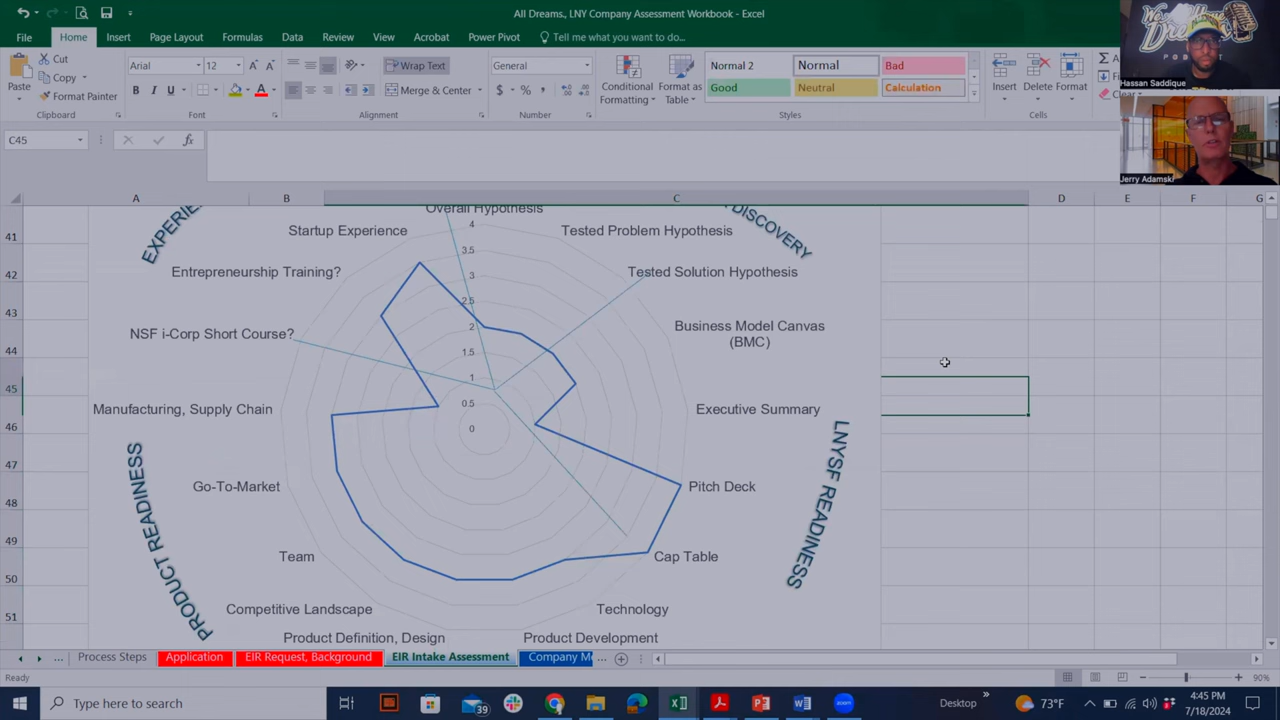 All Dreams., LNY Company Assessment Workbook - Excel
File Home Insert Page Layout Formulas Data Review View Acrobat Power Pivot Tell me what you want to do...
Cut
Copy
Format Painter
Paste
Clipboard
Arial 12
B I U
Font
Wrap Text
Merge & Center
Alignment
General
$ % ,
Number
Conditional Formatting
Format as Table
Normal 2 Normal Bad
Good Neutral Calculation
Styles
Insert Delete Format
Cells
Hassan Saddique
Jerry Adamski
C45
fx
A B C D E F G
41
42
43
44
45
46
47
48
49
50
51
Overall Hypothesis
Startup Experience
Tested Problem Hypothesis
Entrepreneurship Training?
Tested Solution Hypothesis
NSF i-Corp Short Course?
Business Model Canvas
(BMC)
Manufacturing, Supply Chain
Executive Summary
Go-To-Market
Pitch Deck
Team
Cap Table
Competitive Landscape
Technology
Product Definition, Design
Product Development
4
3.5
3
2.5
2
1.5
1
0.5
0
DISCOVERY
PRODUCT READINESS
LNYSF READINESS
... Process Steps Application EIR Request, Background EIR Intake Assessment Company M ...
Ready
90%
Type here to search
39
Desktop
73°F
4:45 PM
7/18/2024